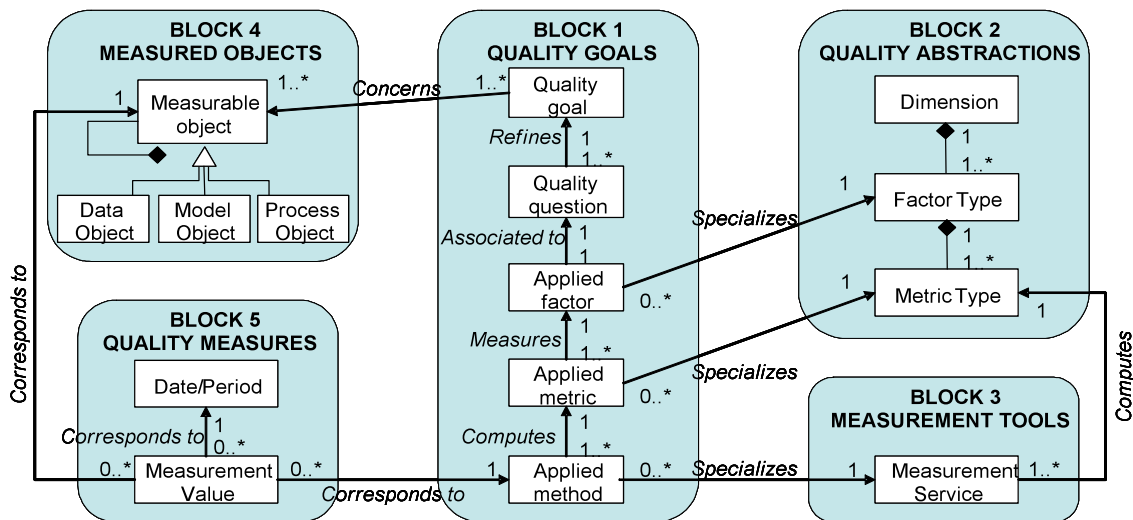 BLOCK 4
MEASURED OBJECTS
1
1..*
Measurable
object
Data
Object
Model
Object
Process
Object
Concerns
BLOCK 1
QUALITY GOALS
1..*
Quality
goal
Refines
1
1..*
Quality
question
Associated to
1
1
Applied
factor
0..*
Measures
1
1..*
Applied
metric
0..*
Computes
1
1..*
Applied
method
1
0..*
BLOCK 2
QUALITY ABSTRACTIONS
Dimension
1
1..*
1
Factor Type
1
1..*
1
Metric Type
1
Specializes
Specializes
Specializes
Computes
BLOCK 3
MEASUREMENT TOOLS
1
Measurement
Service
1..*
Corresponds to
BLOCK 5
QUALITY MEASURES
Date/Period
Corresponds to
1
0..*
0..*
Measurement
Value
0..*
Corresponds to